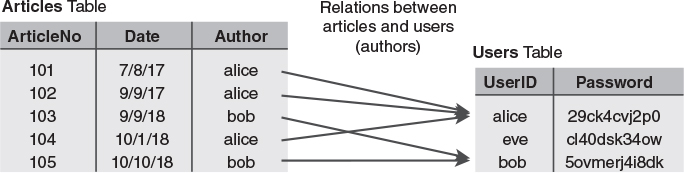 Articles Table
Relations between
articles and users
(authors)
Users Table
ArticleNo Date Author
101 7/8/17 alice
102 9/9/17 alice
103 9/9/18 bob
104 10/1/18 alice
105 10/10/18 bob
UserID Password
alice 29ck4cvj2p0
eve cl40dsk34ow
bob 5ovmerj4i8dk